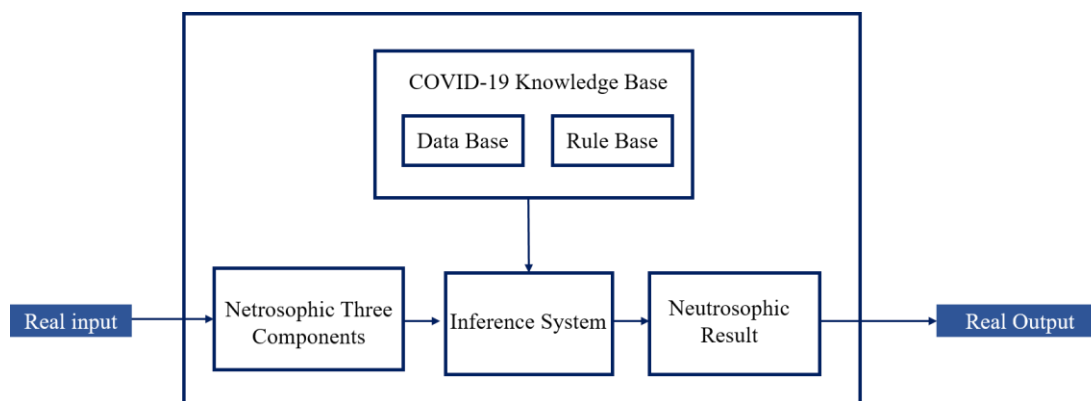 COVID-19 Knowledge Base
Data Base
Rule Base
Real input
Netrosophic Three
Components
Inference System
Neutrosophic
Result
Real Output